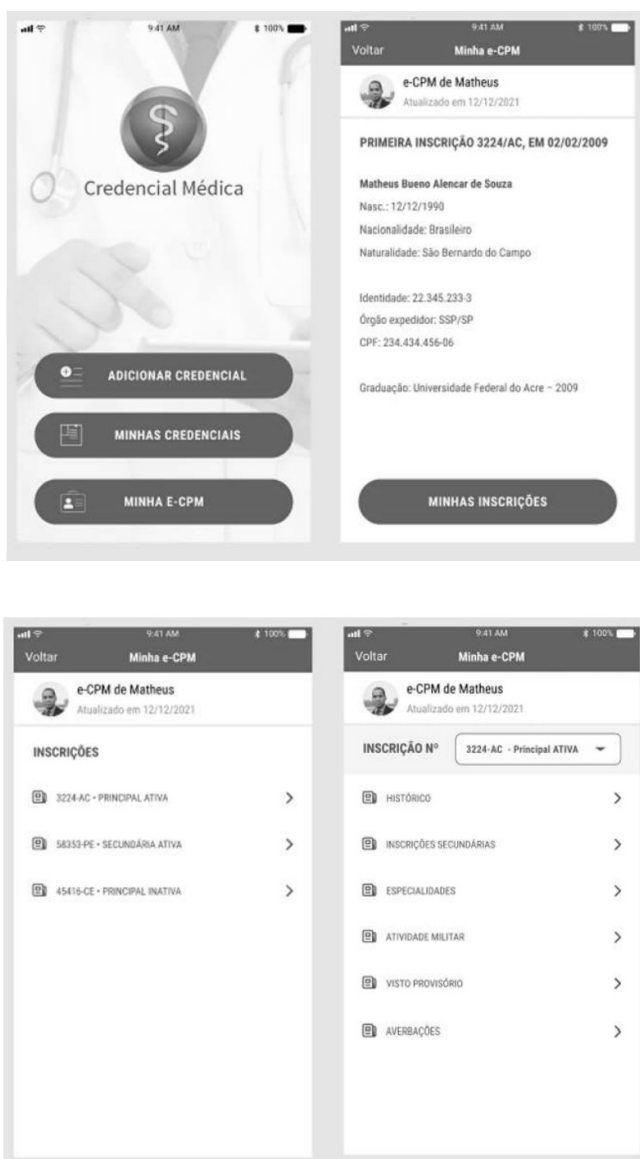 9:41 AM 100%
Credencial Médica
ADICIONAR CREDENCIAL
MINHAS CREDENCIAIS
MINHA E-CPM
9:41 AM 100%
Voltar Minha e-CPM
e-CPM de Matheus
Atualizado em 12/12/2021
PRIMEIRA INSCRIÇÃO 3224/AC, EM 02/02/2009
Matheus Bueno Alencar de Souza
Nasc.: 12/12/1990
Nacionalidade: Brasileiro
Naturalidade: São Bernardo do Campo
Identidade: 22.345.233-3
Órgão expedidor: SSP/SP
CPF: 234.434.456-06
Graduação: Universidade Federal do Acre – 2009
MINHAS INSCRIÇÕES
9:41 AM 100%
Voltar Minha e-CPM
e-CPM de Matheus
Atualizado em 12/12/2021
INSCRIÇÕES
3224-AC • PRINCIPAL ATIVA
58353-PE • SECUNDÁRIA ATIVA
45416-CE • PRINCIPAL INATIVA
9:41 AM 100%
Voltar Minha e-CPM
e-CPM de Matheus
Atualizado em 12/12/2021
INSCRIÇÃO Nº 3224-AC - Principal ATIVA
HISTÓRICO
INSCRIÇÕES SECUNDÁRIAS
ESPECIALIDADES
ATIVIDADE MILITAR
VISTO PROVISÓRIO
AVERBAÇÕES